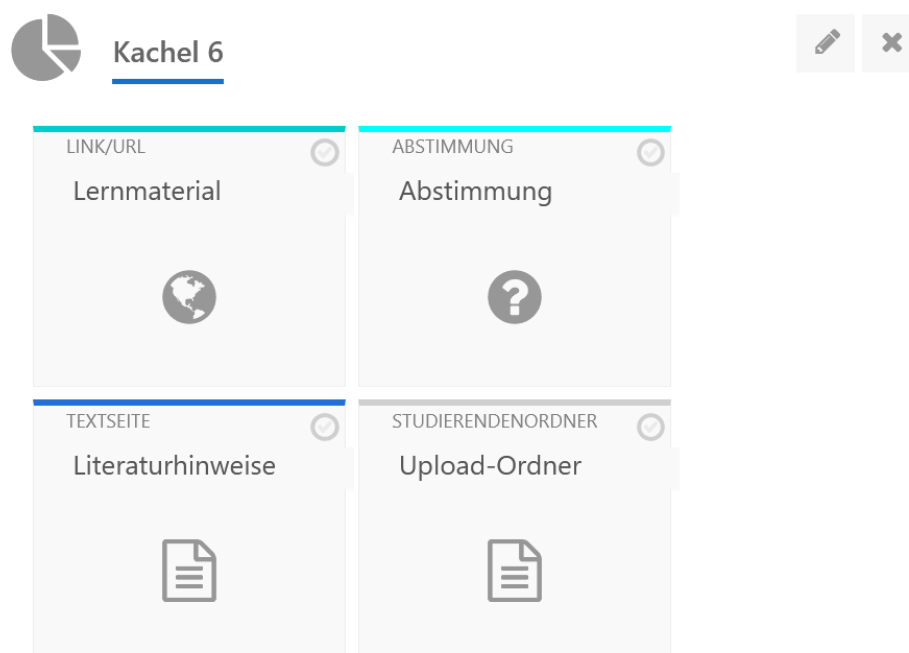 Kachel 6
LINK/URL
Lernmaterial
ABSTIMMUNG
Abstimmung
TEXTSEITE
Literaturhinweise
STUDIERENDENORDNER
Upload-Ordner